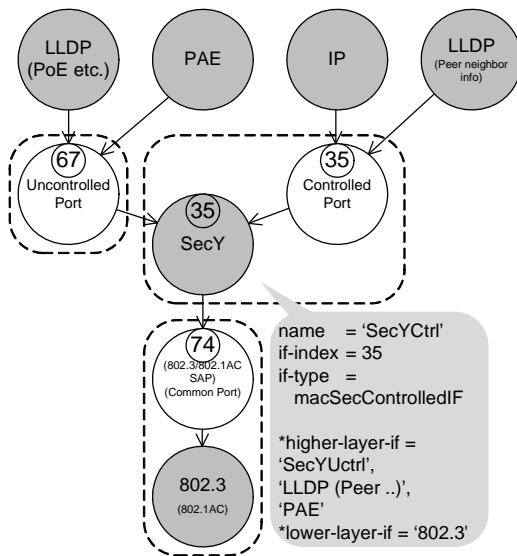 LLDP
(PoE etc.)
PAE
IP
LLDP
(Peer neighbor
info)
67
Uncontrolled
Port
35
Controlled
Port
35
SecY
74
(802.3/802.1AC
SAP)
(Common Port)
802.3
(802.1AC)
name = ‘SecYCtrl’
if-index = 35
if-type =
macSecControlledIF
*higher-layer-if =
‘SecYUctrl’,
‘LLDP (Peer ..)’,
‘PAE’
*lower-layer-if = ‘802.3’